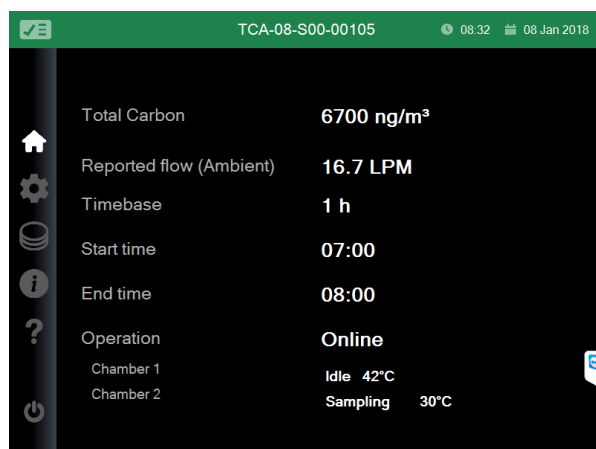 TCA-08-S00-00105 08:32 08 Jan 2018
Total Carbon 6700 ng/m³
Reported flow (Ambient) 16.7 LPM
Timebase 1 h
Start time 07:00
End time 08:00
Operation Online
Chamber 1 Idle 42°C
Chamber 2 Sampling 30°C